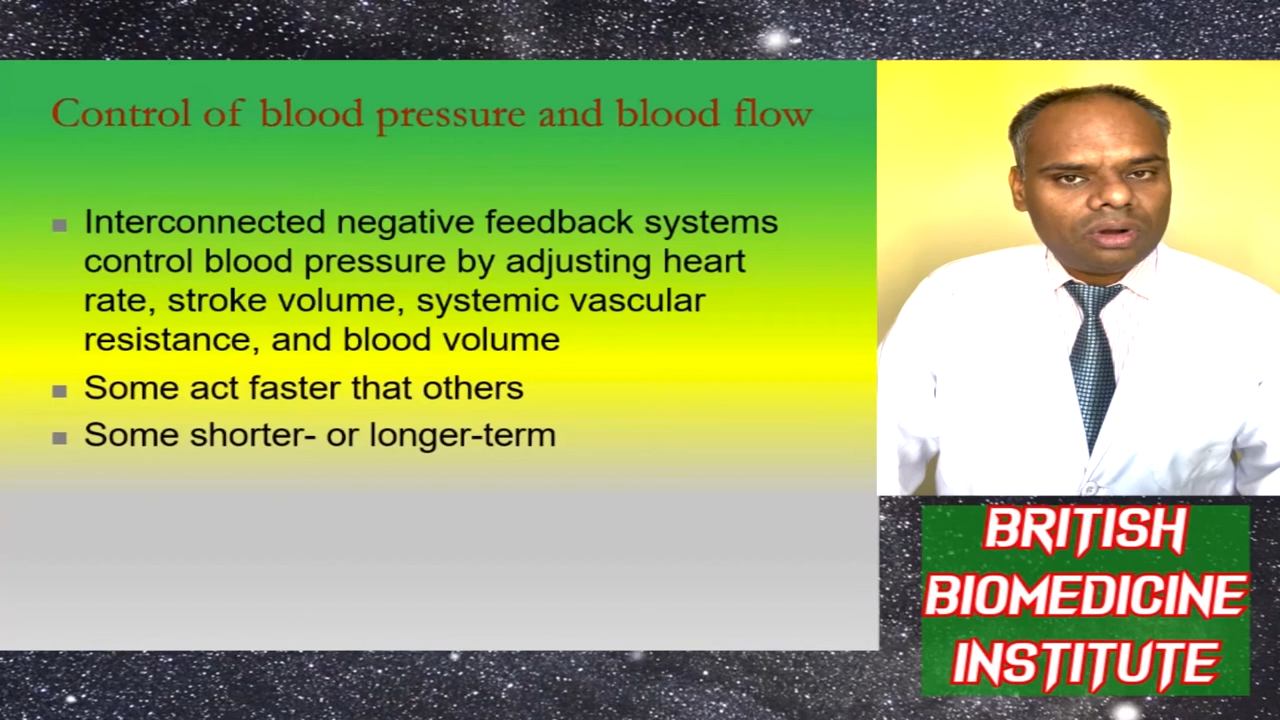 Control of blood pressure and blood flow
Interconnected negative feedback systems
control blood pressure by adjusting heart
rate, stroke volume, systemic vascular
resistance, and blood volume
Some act faster that others
Some shorter- or longer-term
BRITISH
BIOMEDICINE
INSTITUTE